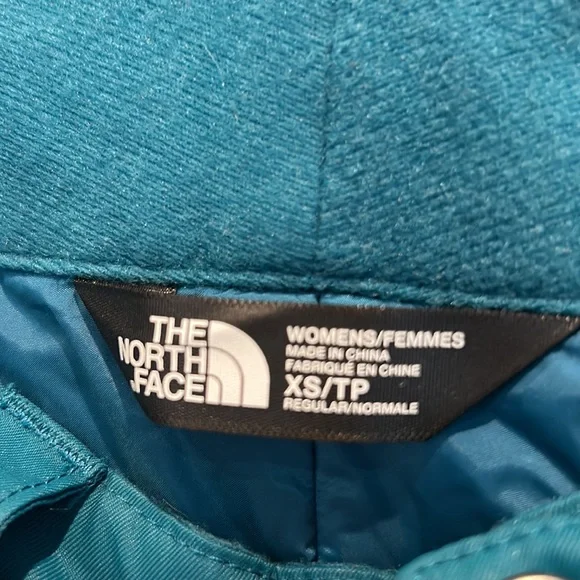 THE
NORTH
FACE
WOMENS/FEMMES
MADE IN CHINA
FABRIQUÉ EN CHINE
XS/TP
REGULAR/NORMALE